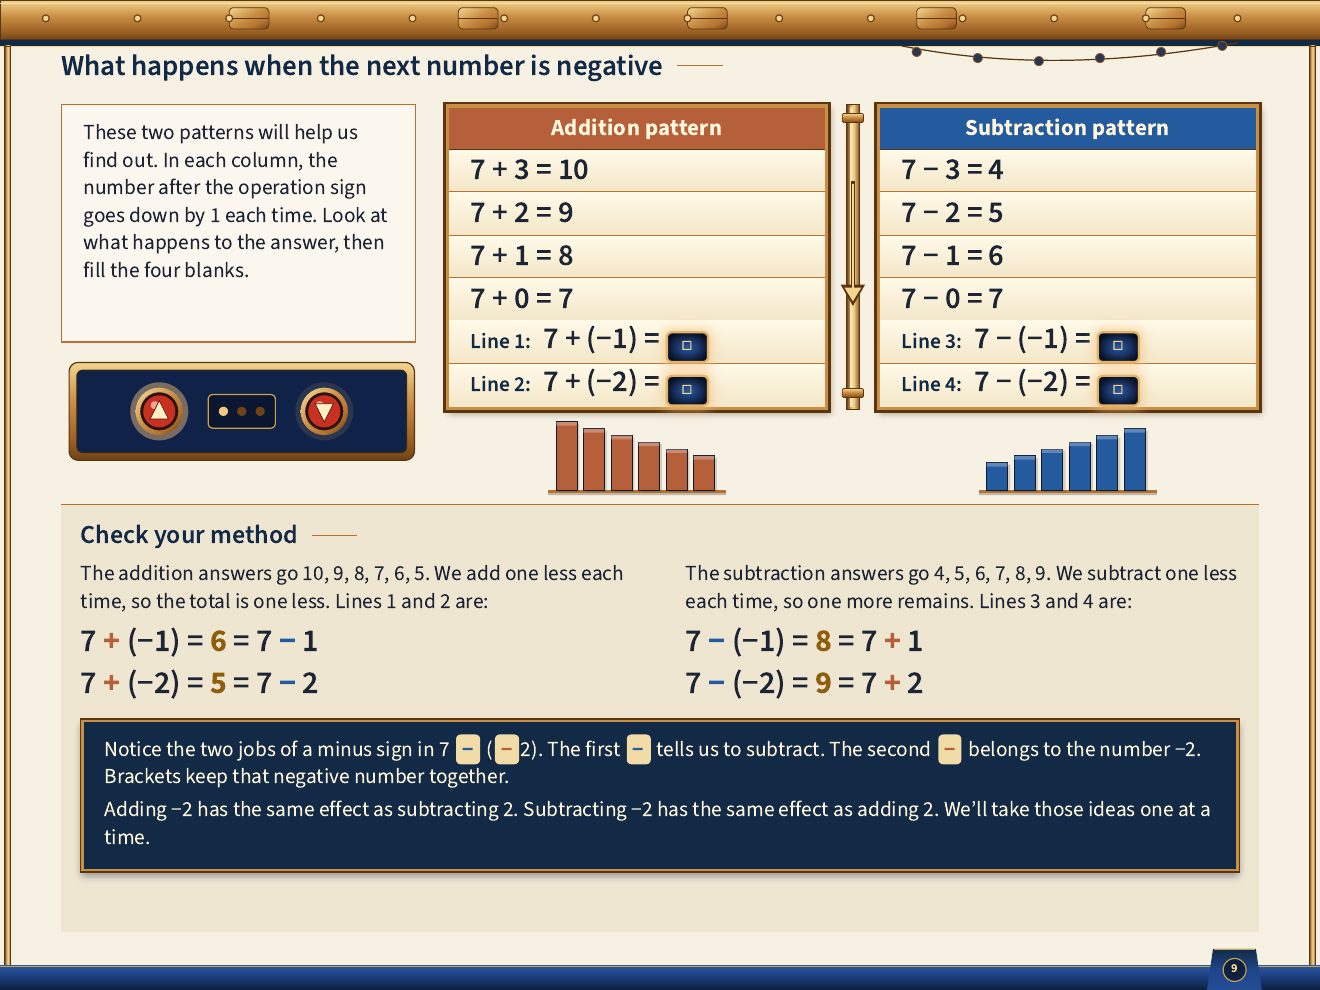 What happens when the next number is negative
These two patterns will help us
find out. In each column, the
number after the operation sign
goes down by 1 each time. Look at
what happens to the answer, then
fill the four blanks.
Addition pattern
7 + 3 = 10
7 + 2 = 9
7 + 1 = 8
7 + 0 = 7
Line 1: 7 + (−1) = □
Line 2: 7 + (−2) = □
Subtraction pattern
7 − 3 = 4
7 − 2 = 5
7 − 1 = 6
7 − 0 = 7
Line 3: 7 − (−1) = □
Line 4: 7 − (−2) = □
Check your method
The addition answers go 10, 9, 8, 7, 6, 5. We add one less each
time, so the total is one less. Lines 1 and 2 are:
7 + (−1) = 6 = 7 − 1
7 + (−2) = 5 = 7 − 2
The subtraction answers go 4, 5, 6, 7, 8, 9. We subtract one less
each time, so one more remains. Lines 3 and 4 are:
7 − (−1) = 8 = 7 + 1
7 − (−2) = 9 = 7 + 2
Notice the two jobs of a minus sign in 7 − (−2). The first − tells us to subtract. The second − belongs to the number −2.
Brackets keep that negative number together.
Adding −2 has the same effect as subtracting 2. Subtracting −2 has the same effect as adding 2. We’ll take those ideas one at a
time.
9